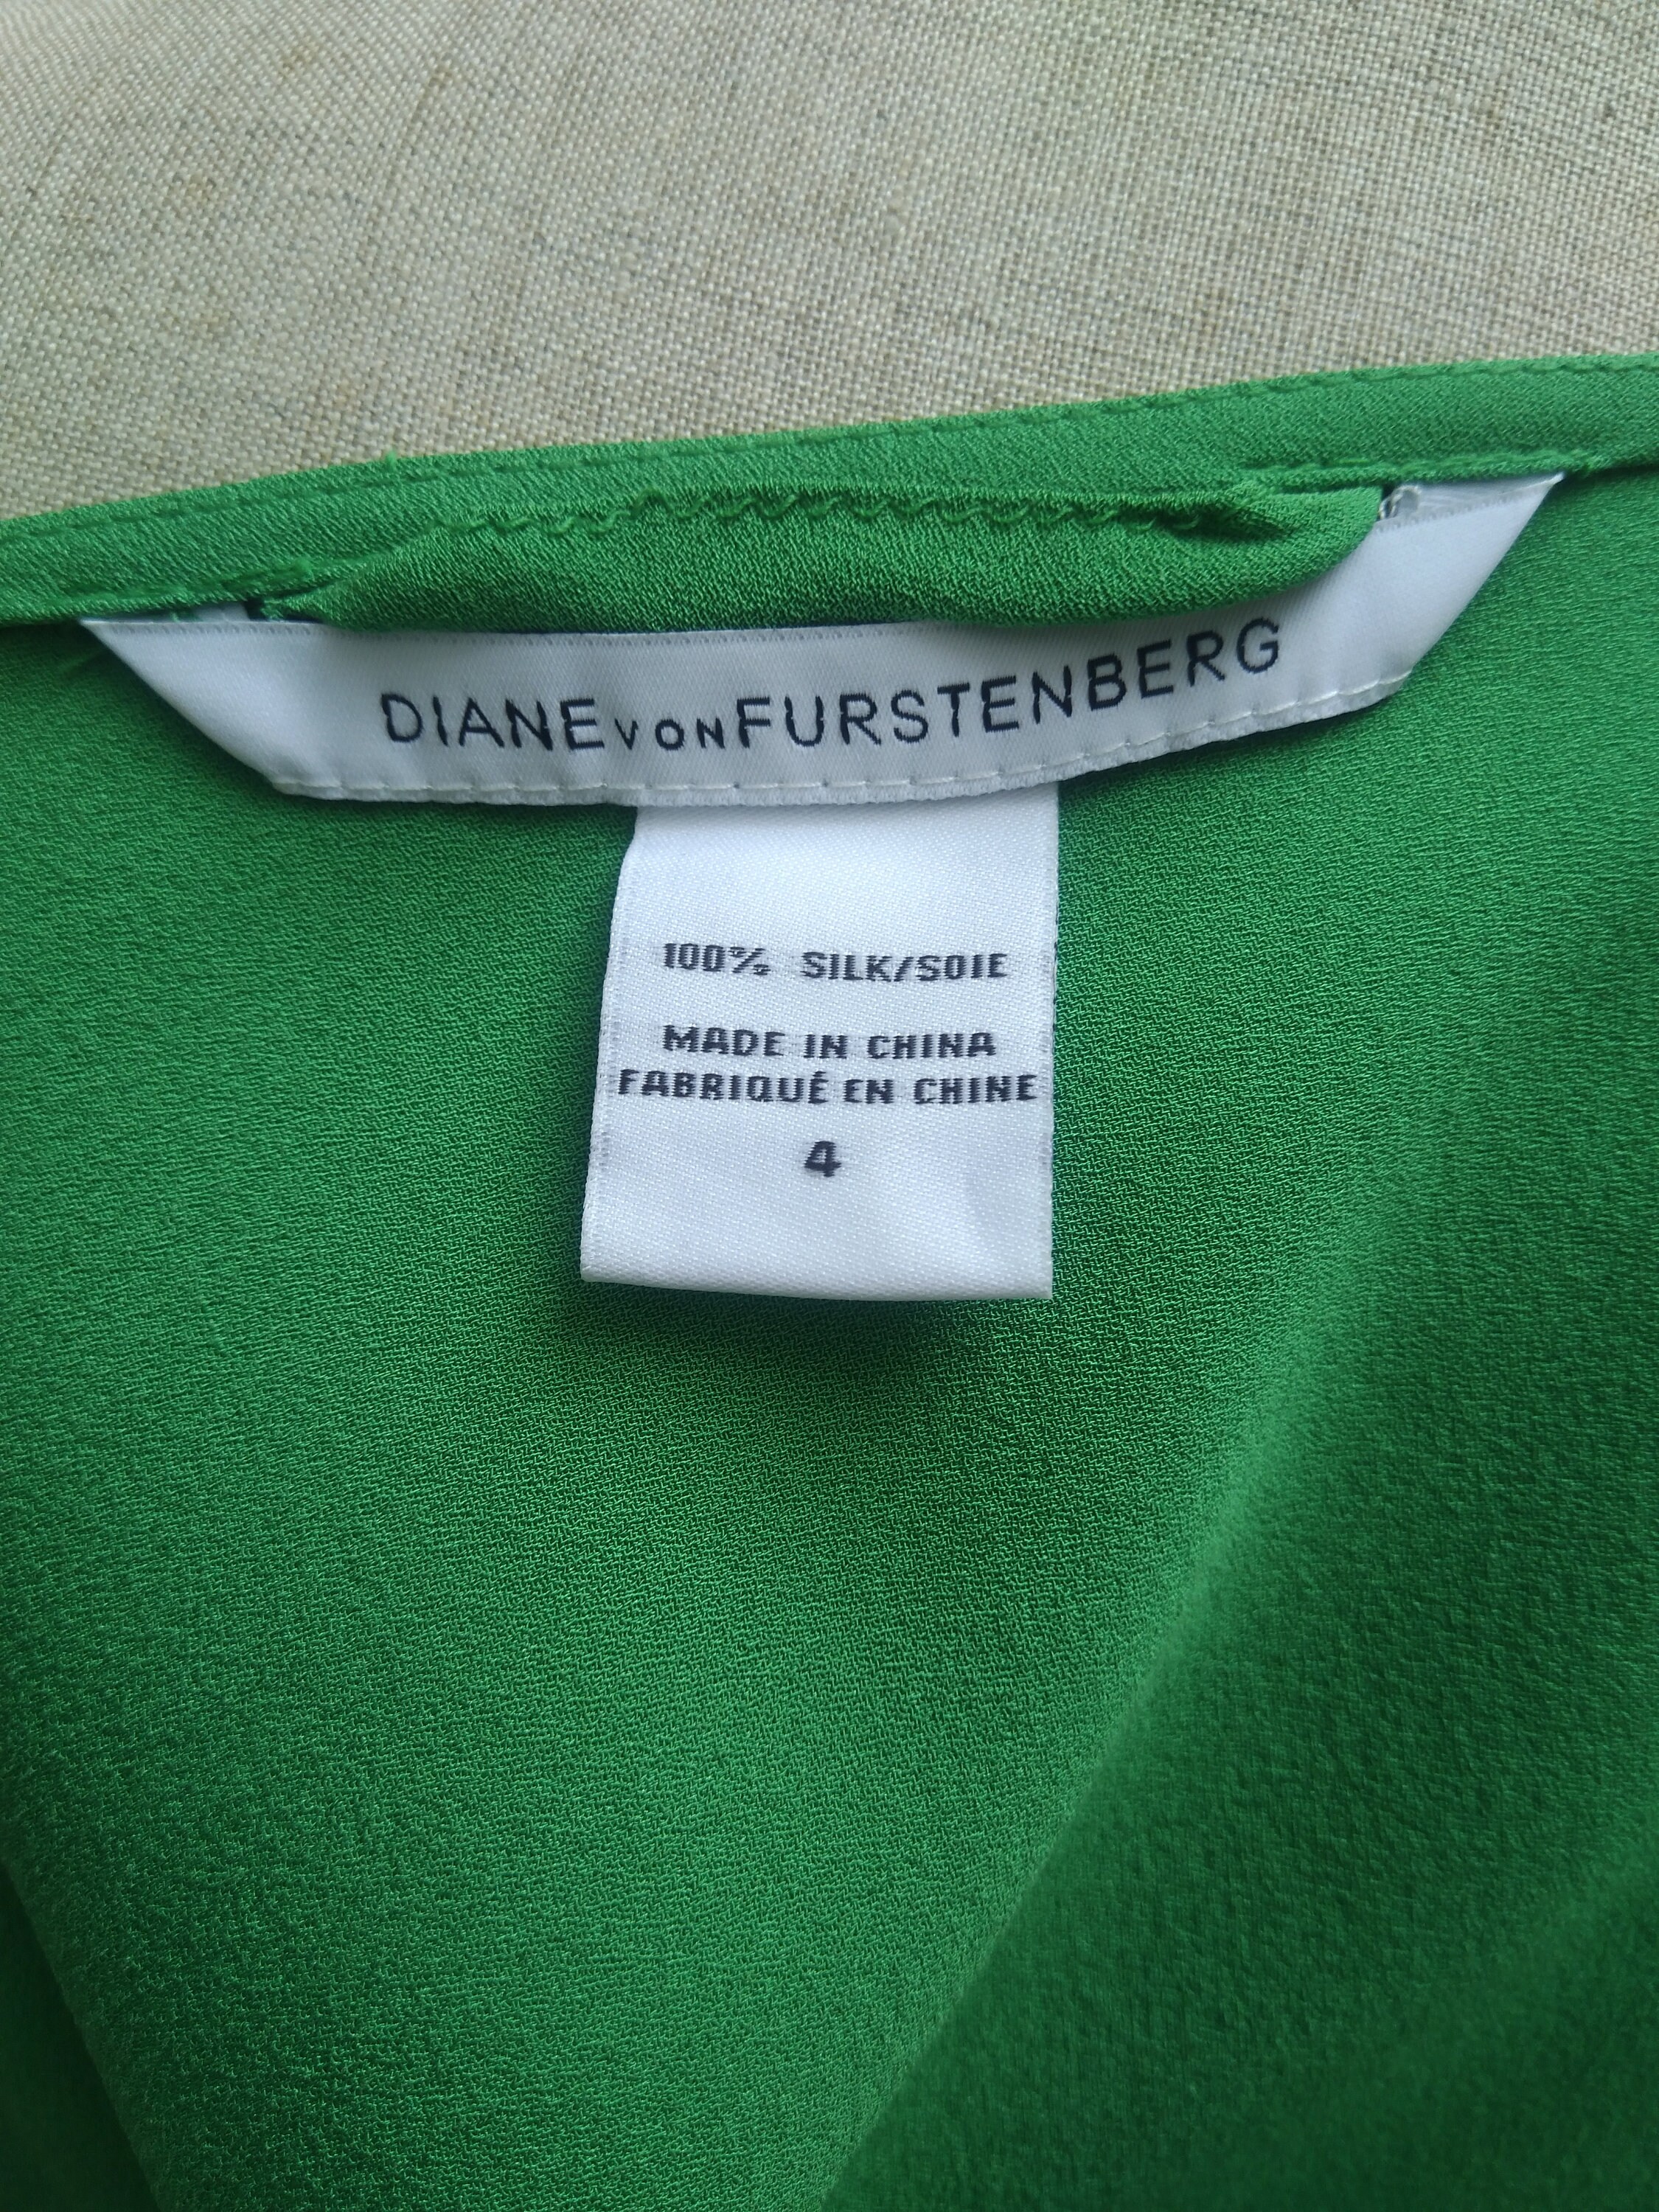 DIANE von FURSTENBERG
100% SILK/SOIE
MADE IN CHINA
FABRIQUÉ EN CHINE
4